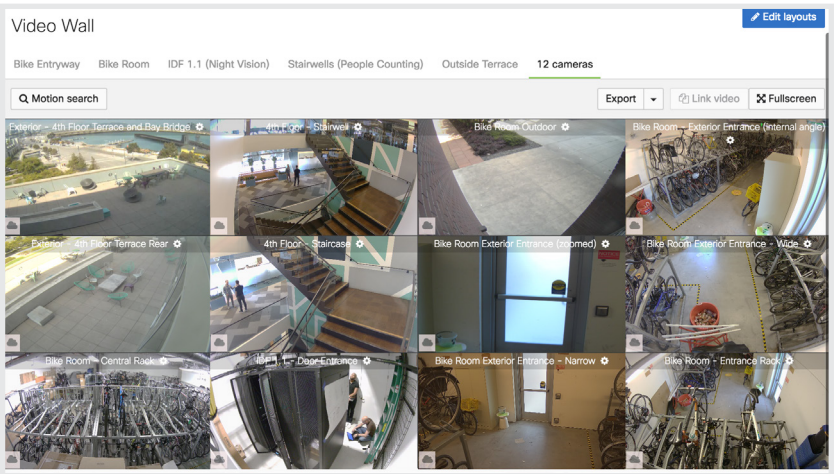 Video Wall
Edit layouts
Bike Entryway
Bike Room
IDF 1.1 (Night Vision)
Stairwells (People Counting)
Outside Terrace
12 cameras
Motion search
Export
Link video
Fullscreen
Exterior - 4th Floor Terrace and Bay Bridge
4th Floor - Stairwell
Bike Room Outdoor
Bike Room - Exterior Entrance (internal angle)
Exterior - 4th Floor Terrace Rear
4th Floor - Staircase
Bike Room Exterior Entrance (zoomed)
Bike Room Exterior Entrance - Wide
Bike Room - Central Rack
IDF 1.1 - Door Entrance
Bike Room Exterior Entrance - Narrow
Bike Room - Entrance Rack